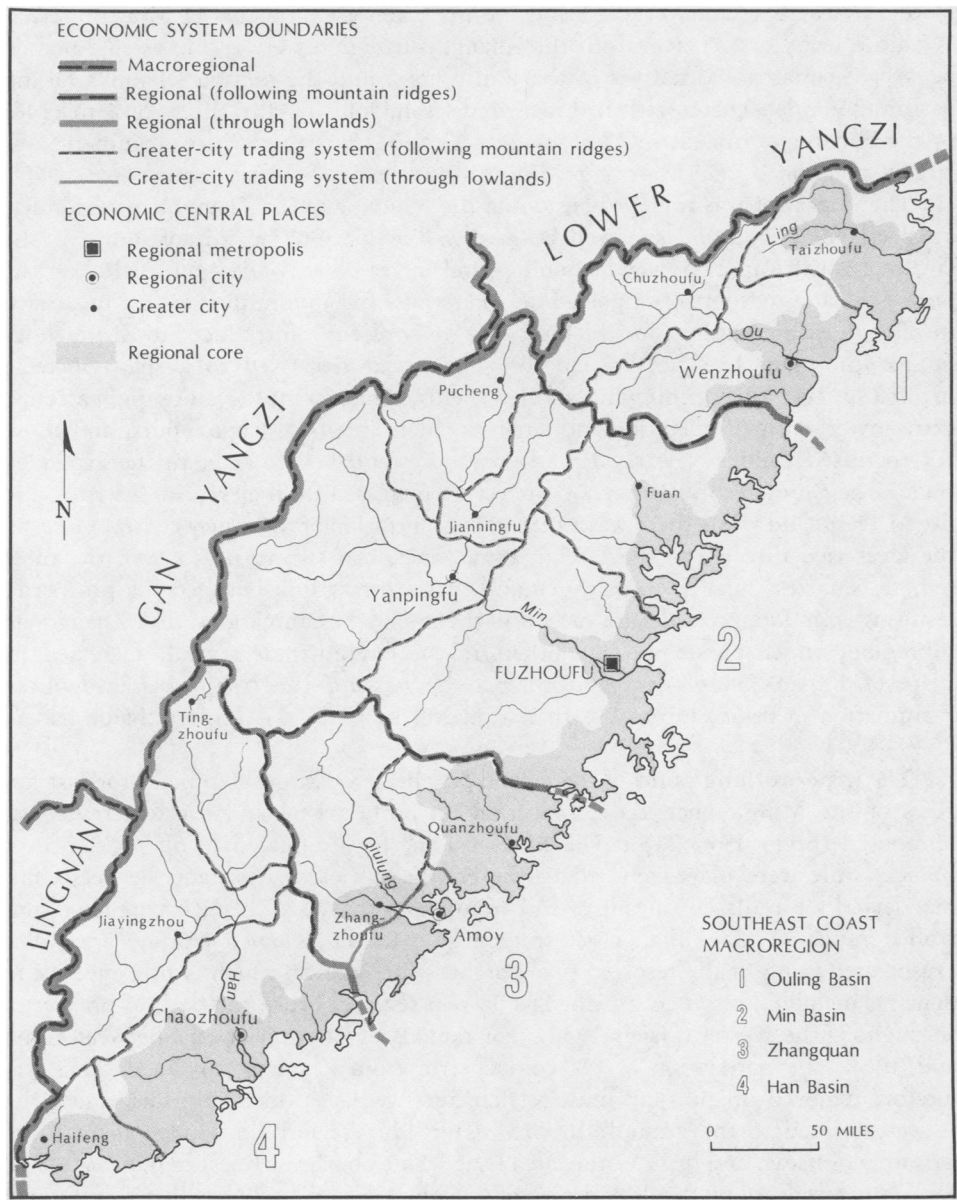 ECONOMIC SYSTEM BOUNDARIES
Macroregional
Regional (following mountain ridges)
Regional (through lowlands)
Greater-city trading system (following mountain ridges)
Greater-city trading system (through lowlands)
ECONOMIC CENTRAL PLACES
Regional metropolis
Regional city
Greater city
Regional core
LOWER YANGZI
Ling
Taizhoufu
Chuzhoufu
Ou
Wenzhoufu
1
Pucheng
GAN YANGZI
N
Fuan
Jianningfu
Yanpingfu
Min
2
FUZHOUFU
Ting-
zhoufu
Quanzhoufu
Qiulung
LINGNAN
Jiayingzhou
Zhang-
zhoufu
Amoy
3
Han
Chaozhoufu
Haifeng
4
SOUTHEAST COAST
MACROREGION
1 Ouling Basin
2 Min Basin
3 Zhangquan
4 Han Basin
0 50 MILES